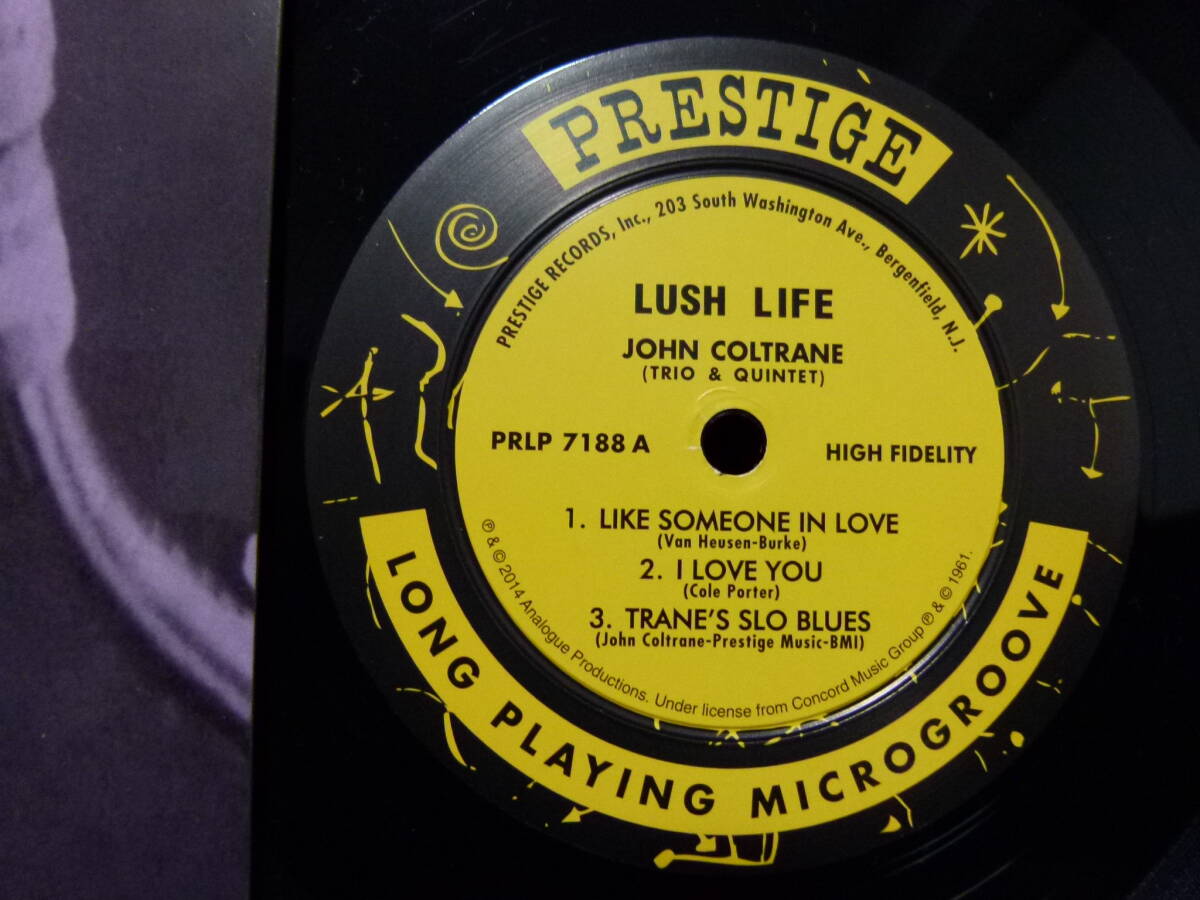 PRESTIGE
PRESTIGE RECORDS, Inc., 203 South Washington Ave., Bergenfield, N.J.
LUSH LIFE
JOHN COLTRANE
(TRIO & QUINTET)
PRLP 7188 A
HIGH FIDELITY
1. LIKE SOMEONE IN LOVE
(Van Heusen-Burke)
2. I LOVE YOU
(Cole Porter)
3. TRANE'S SLO BLUES
(John Coltrane-Prestige Music-BMI)
℗ & © 2014 Analogue Productions. Under license from Concord Music Group ℗ & © 1961.
LONG PLAYING MICROGROOVE